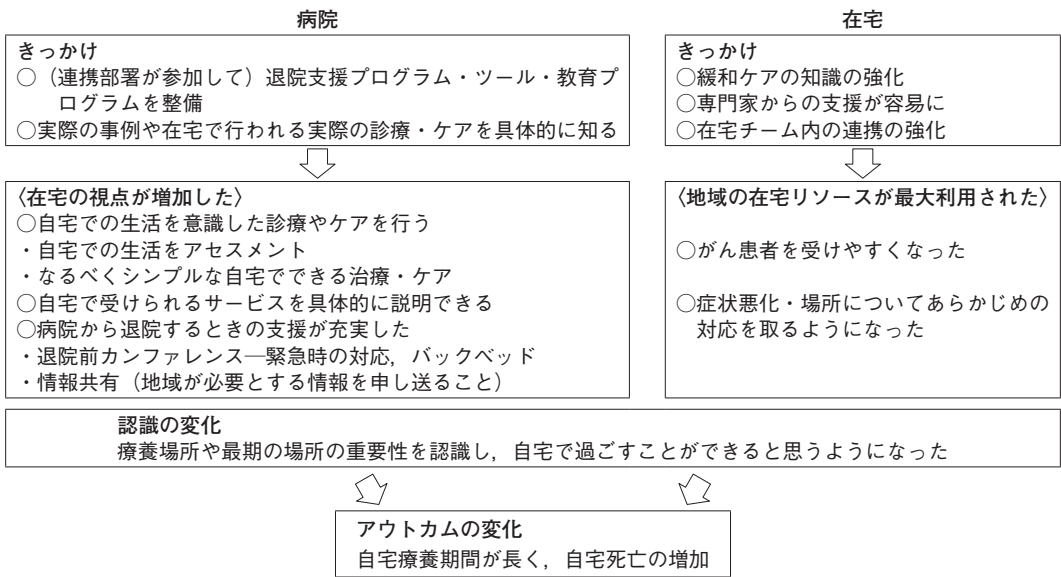 病院
きっかけ
○（連携部署が参加して）退院支援プログラム・ツール・教育プ
ログラムを整備
○実際の事例や在宅で行われる実際の診療・ケアを具体的に知る
〈在宅の視点が増加した〉
○自宅での生活を意識した診療やケアを行う
・自宅での生活をアセスメント
・なるべくシンプルな自宅でできる治療・ケア
○自宅で受けられるサービスを具体的に説明できる
○病院から退院するときの支援が充実した
・退院前カンファレンス―緊急時の対応，バックベッド
・情報共有（地域が必要とする情報を申し送ること）
在宅
きっかけ
○緩和ケアの知識の強化
○専門家からの支援が容易に
○在宅チーム内の連携の強化
〈地域の在宅リソースが最大利用された〉
○がん患者を受けやすくなった
○症状悪化・場所についてあらかじめの
対応を取るようになった
認識の変化
療養場所や最期の場所の重要性を認識し，自宅で過ごすことができると思うようになった
アウトカムの変化
自宅療養期間が長く，自宅死亡の増加